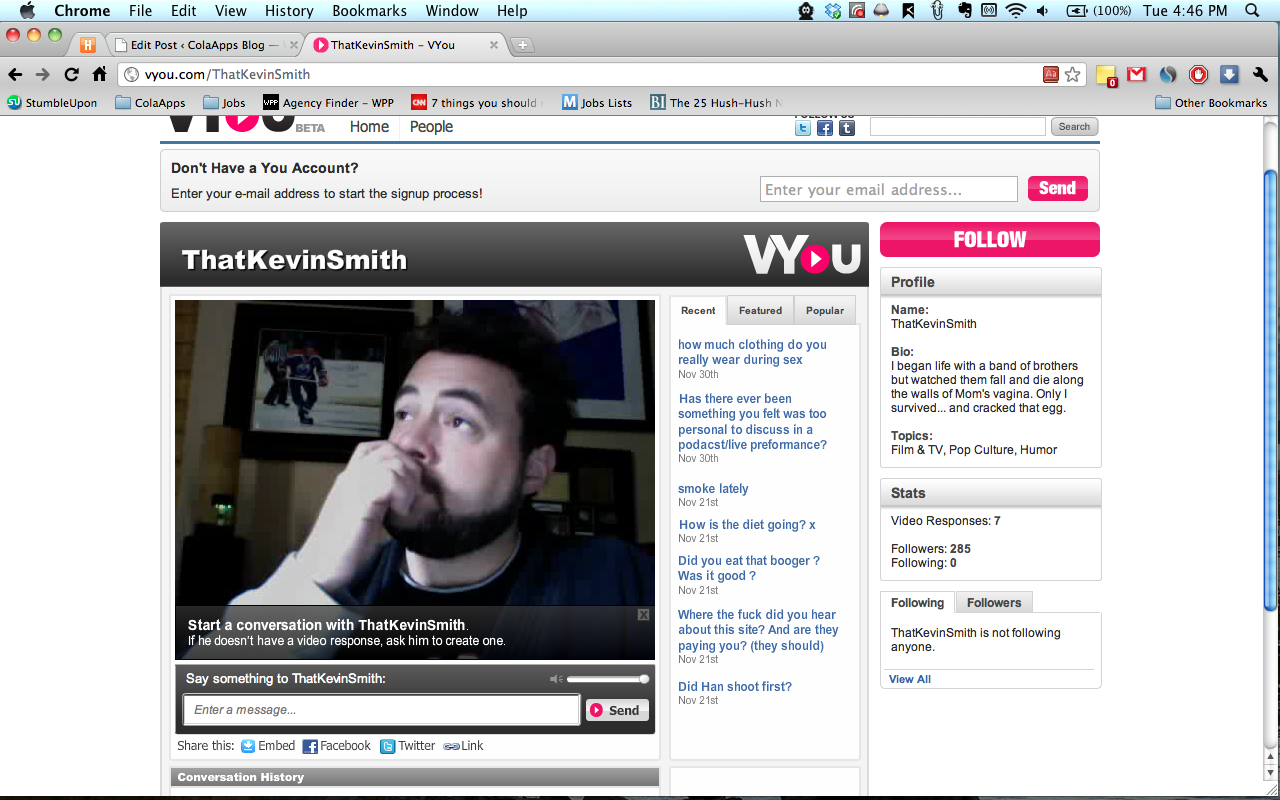 Chrome File Edit View History Bookmarks Window Help (100%) Tue 4:46 PM
Edit Post ‹ ColaApps Blog — ThatKevinSmith – VYou
vyou.com/ThatKevinSmith
StumbleUpon ColaApps Jobs WPP Agency Finder – WPP CNN 7 things you should Jobs Lists BI The 25 Hush-Hush N Other Bookmarks
VYOU BETA Home People FOLLOW US Search
Don't Have a You Account?
Enter your e-mail address to start the signup process!
Enter your email address... Send
ThatKevinSmith VYOU
FOLLOW
Recent Featured Popular
how much clothing do you
really wear during sex
Nov 30th
Has there ever been
something you felt was too
personal to discuss in a
podacst/live preformance?
Nov 30th
smoke lately
Nov 21st
How is the diet going? x
Nov 21st
Did you eat that booger ?
Was it good ?
Nov 21st
Where the fuck did you hear
about this site? And are they
paying you? (they should)
Nov 21st
Did Han shoot first?
Nov 21st
Start a conversation with ThatKevinSmith.
If he doesn't have a video response, ask him to create one.
Say something to ThatKevinSmith:
Enter a message... Send
Share this: Embed Facebook Twitter Link
Conversation History
Profile
Name:
ThatKevinSmith
Bio:
I began life with a band of brothers
but watched them fall and die along
the walls of Mom's vagina. Only I
survived... and cracked that egg.
Topics:
Film & TV, Pop Culture, Humor
Stats
Video Responses: 7
Followers: 285
Following: 0
Following Followers
ThatKevinSmith is not following
anyone.
View All